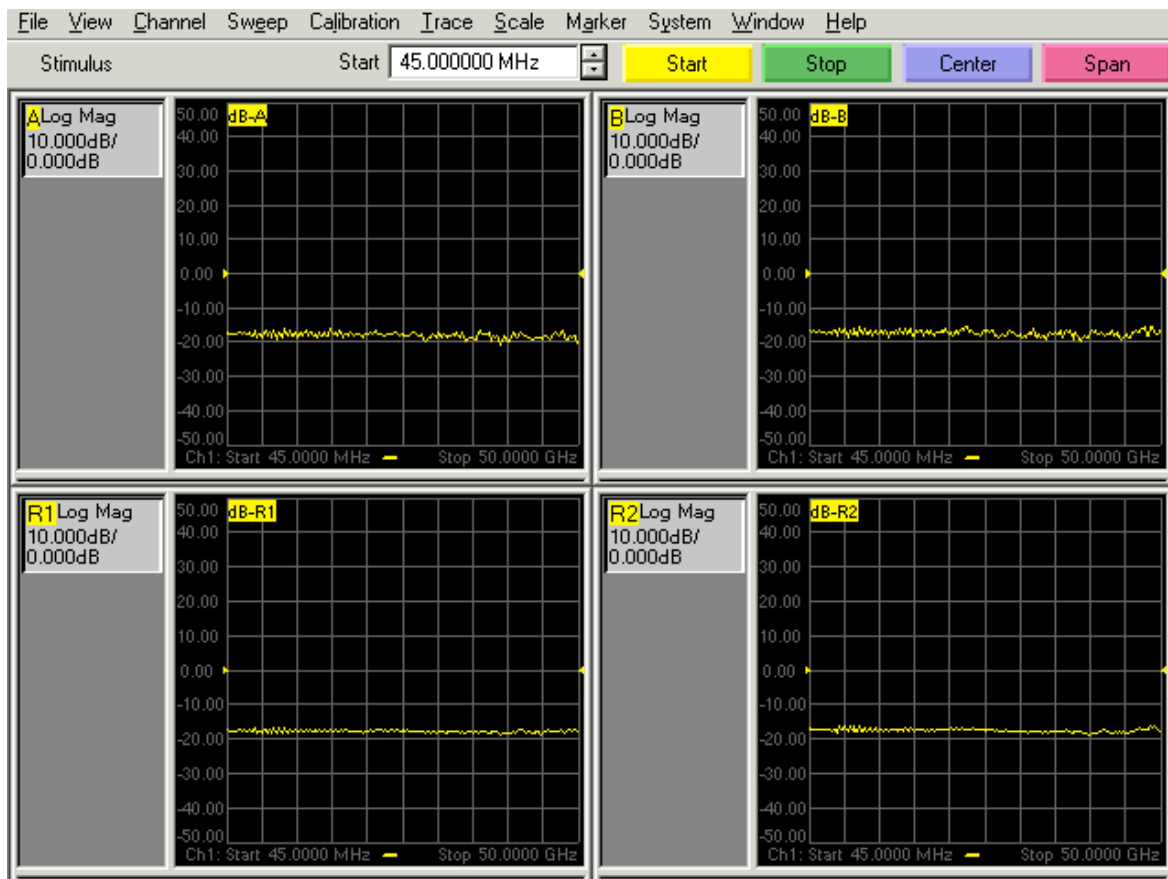 File View Channel Sweep Calibration Trace Scale Marker System Window Help
Stimulus Start 45.000000 MHz Start Stop Center Span
A Log Mag
10.000dB/
0.000dB
50.00 dB-A
40.00
30.00
20.00
10.00
0.00
-10.00
-20.00
-30.00
-40.00
-50.00
Ch1: Start 45.0000 MHz Stop 50.0000 GHz
B Log Mag
10.000dB/
0.000dB
50.00 dB-B
40.00
30.00
20.00
10.00
0.00
-10.00
-20.00
-30.00
-40.00
-50.00
Ch1: Start 45.0000 MHz Stop 50.0000 GHz
R1 Log Mag
10.000dB/
0.000dB
50.00 dB-R1
40.00
30.00
20.00
10.00
0.00
-10.00
-20.00
-30.00
-40.00
-50.00
Ch1: Start 45.0000 MHz Stop 50.0000 GHz
R2 Log Mag
10.000dB/
0.000dB
50.00 dB-R2
40.00
30.00
20.00
10.00
0.00
-10.00
-20.00
-30.00
-40.00
-50.00
Ch1: Start 45.0000 MHz Stop 50.0000 GHz